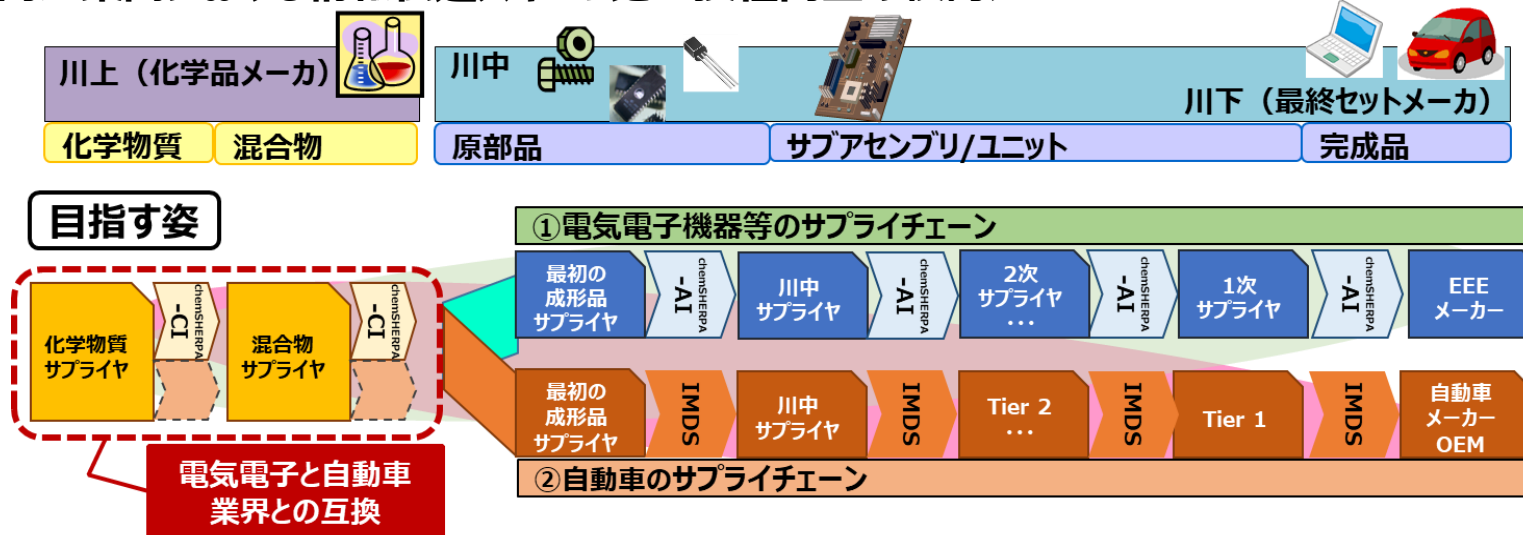 川上（化学品メーカ）
川中
川下（最終セットメーカ）
化学物質
混合物
原部品
サブアセンブリ/ユニット
完成品
目指す姿
①電気電子機器等のサプライチェーン
化学物質
サプライヤ
chemSHERPA
-CI
混合物
サプライヤ
chemSHERPA
-CI
最初の
成形品
サプライヤ
chemSHERPA
-AI
川中
サプライヤ
chemSHERPA
-AI
2次
サプライヤ
...
chemSHERPA
-AI
1次
サプライヤ
chemSHERPA
-AI
EEE
メーカー
最初の
成形品
サプライヤ
IMDS
川中
サプライヤ
IMDS
Tier 2
...
IMDS
Tier 1
IMDS
自動車
メーカー
OEM
②自動車のサプライチェーン
電気電子と自動車
業界との互換